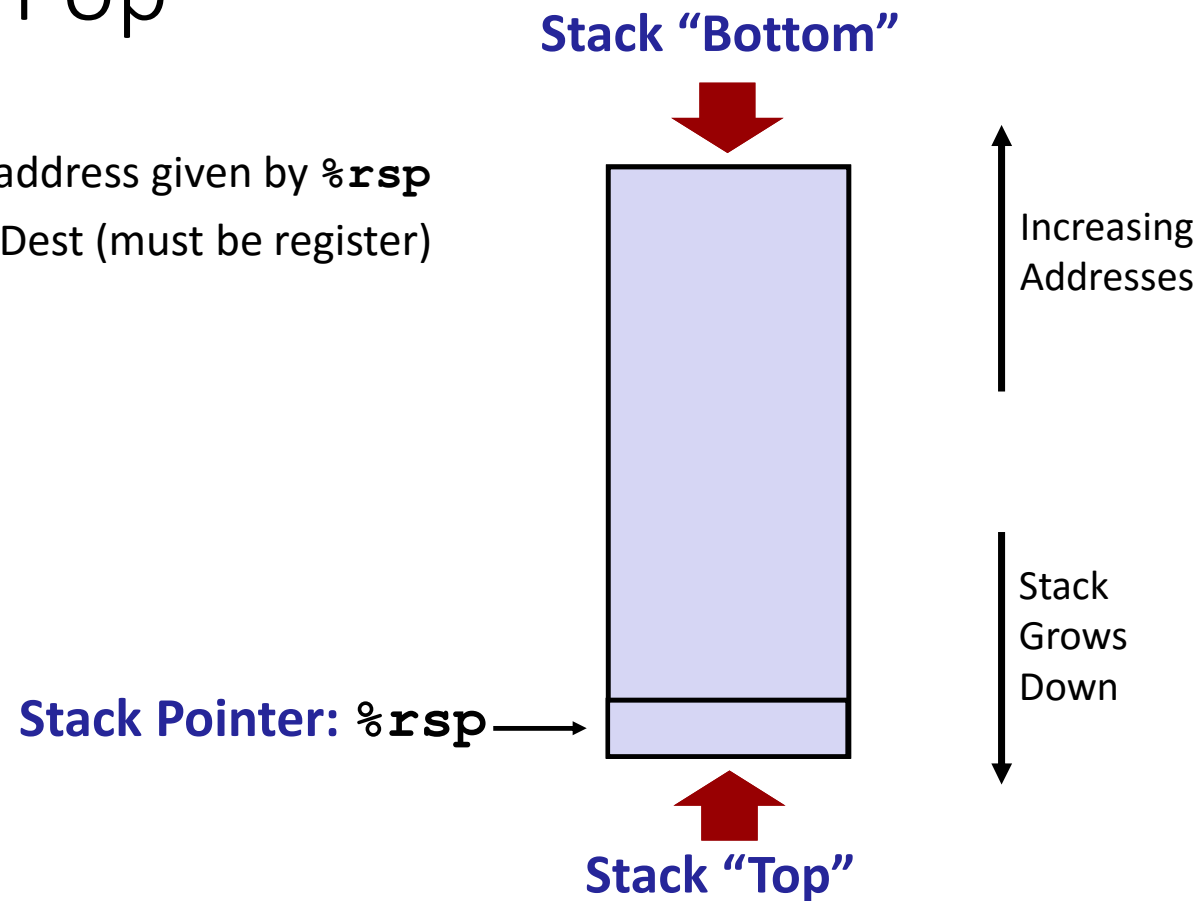 Pop
Stack “Bottom”
address given by %rsp
Dest (must be register)
Increasing
Addresses
Stack
Grows
Down
Stack Pointer: %rsp
Stack “Top”